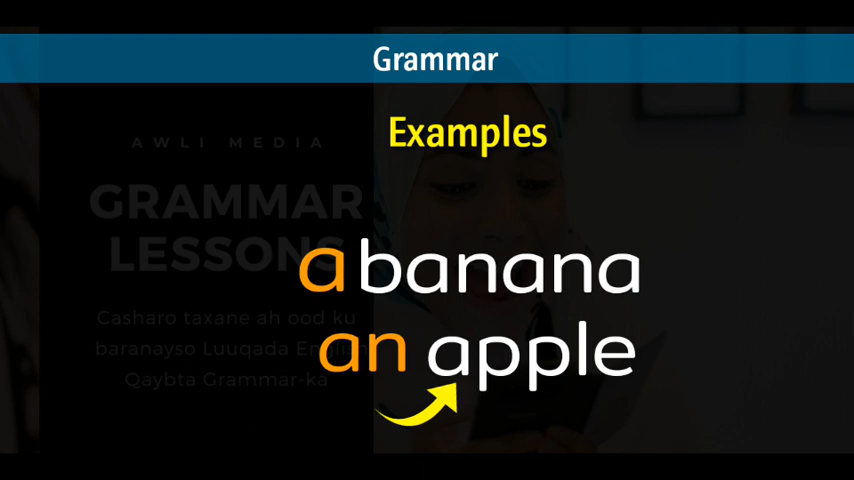 Grammar
Examples
AWLI MEDIA
GRAMMAR
LESSONS
a banana
Casharo taxane ah ood ku
baranayso Luuqada English
an apple
Qaybta Grammar-ka